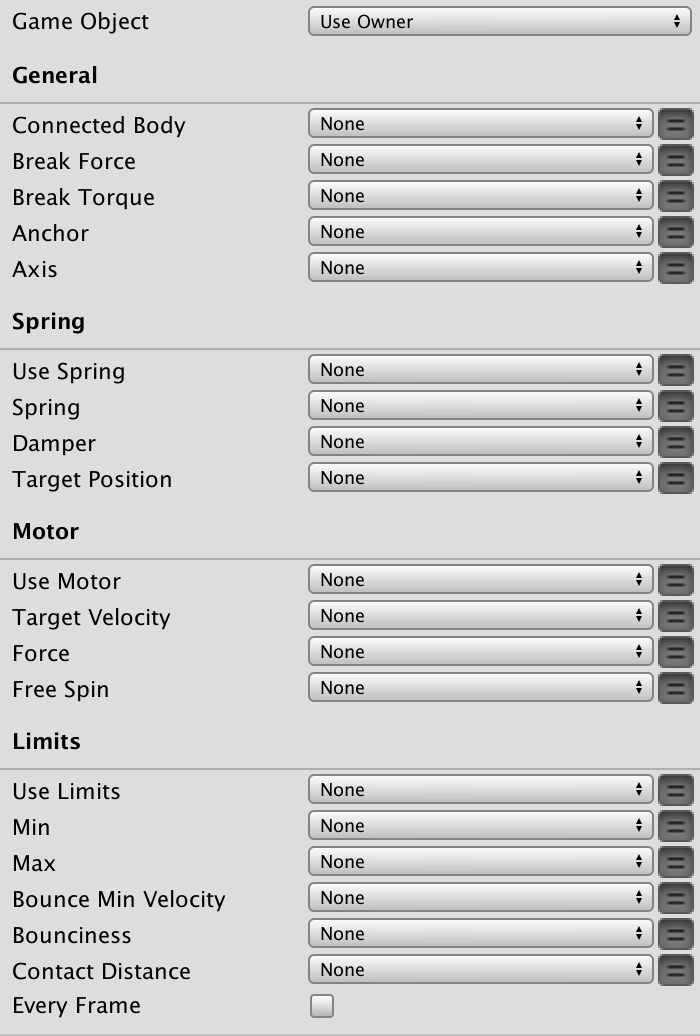 Game Object Use Owner
General
Connected Body None
Break Force None
Break Torque None
Anchor None
Axis None
Spring
Use Spring None
Spring None
Damper None
Target Position None
Motor
Use Motor None
Target Velocity None
Force None
Free Spin None
Limits
Use Limits None
Min None
Max None
Bounce Min Velocity None
Bounciness None
Contact Distance None
Every Frame